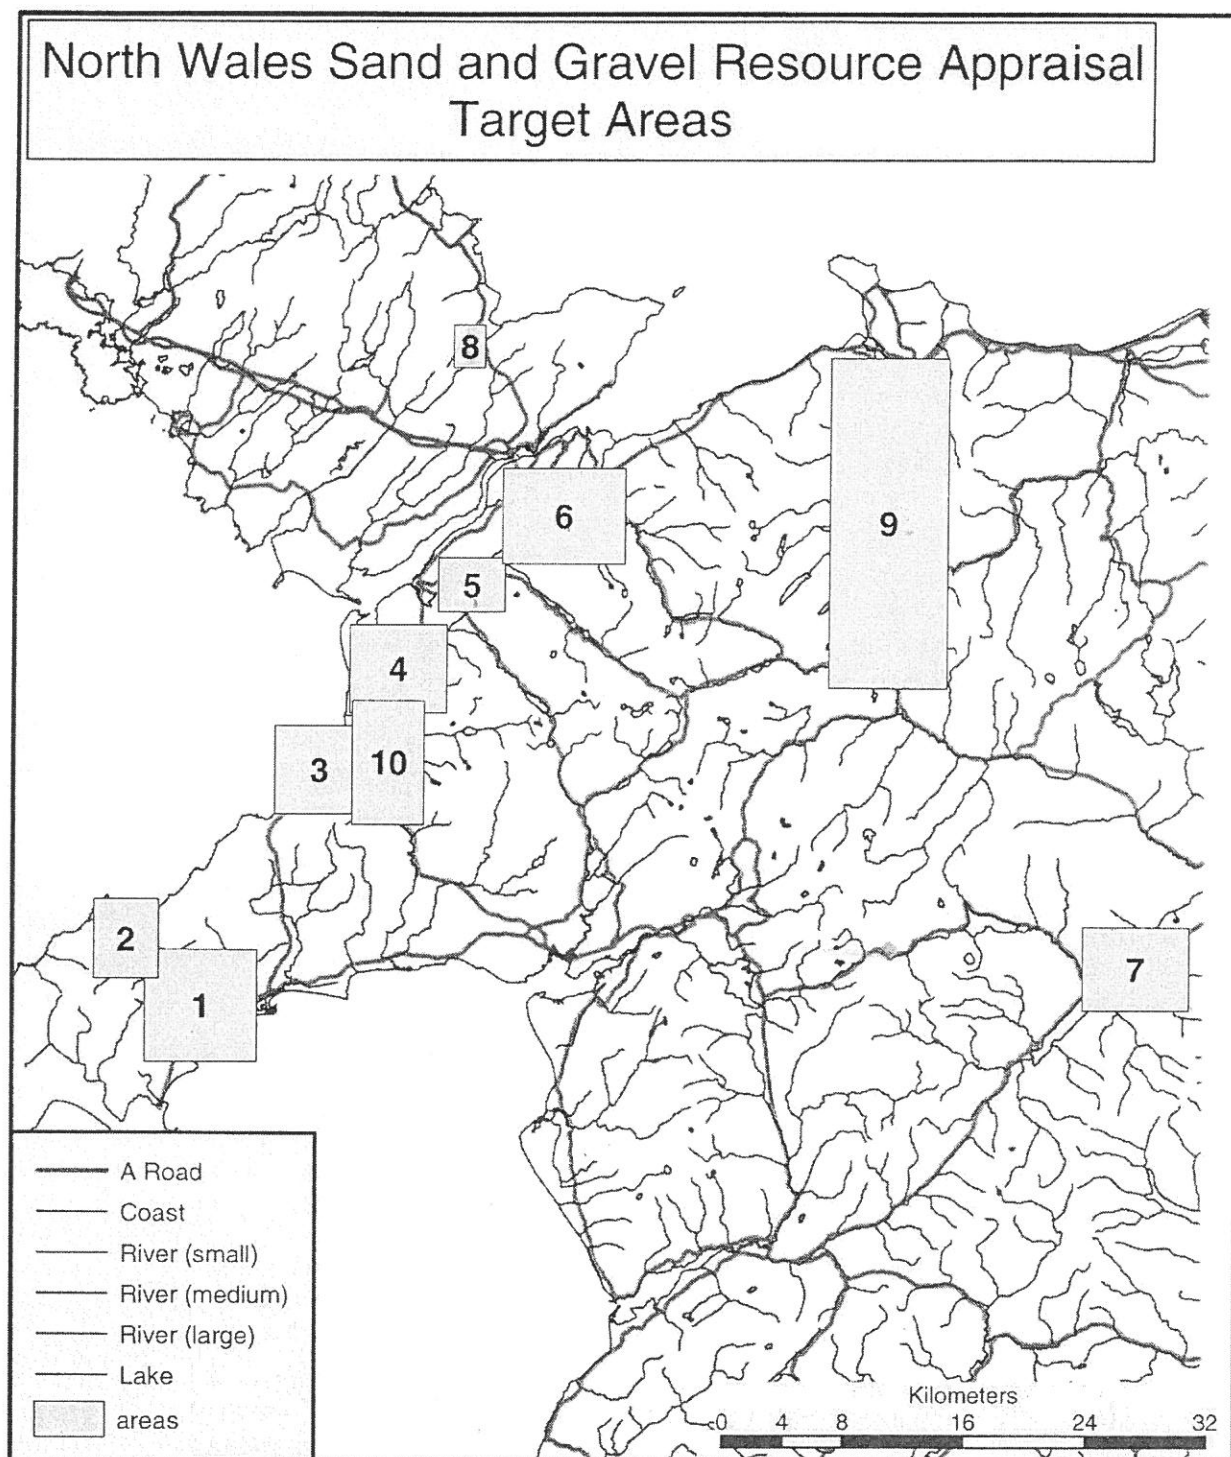 North Wales Sand and Gravel Resource Appraisal
Target Areas
8
6
9
5
4
3
10
2
1
7
A Road
Coast
River (small)
River (medium)
River (large)
Lake
areas
Kilometers
0 4 8 16 24 32